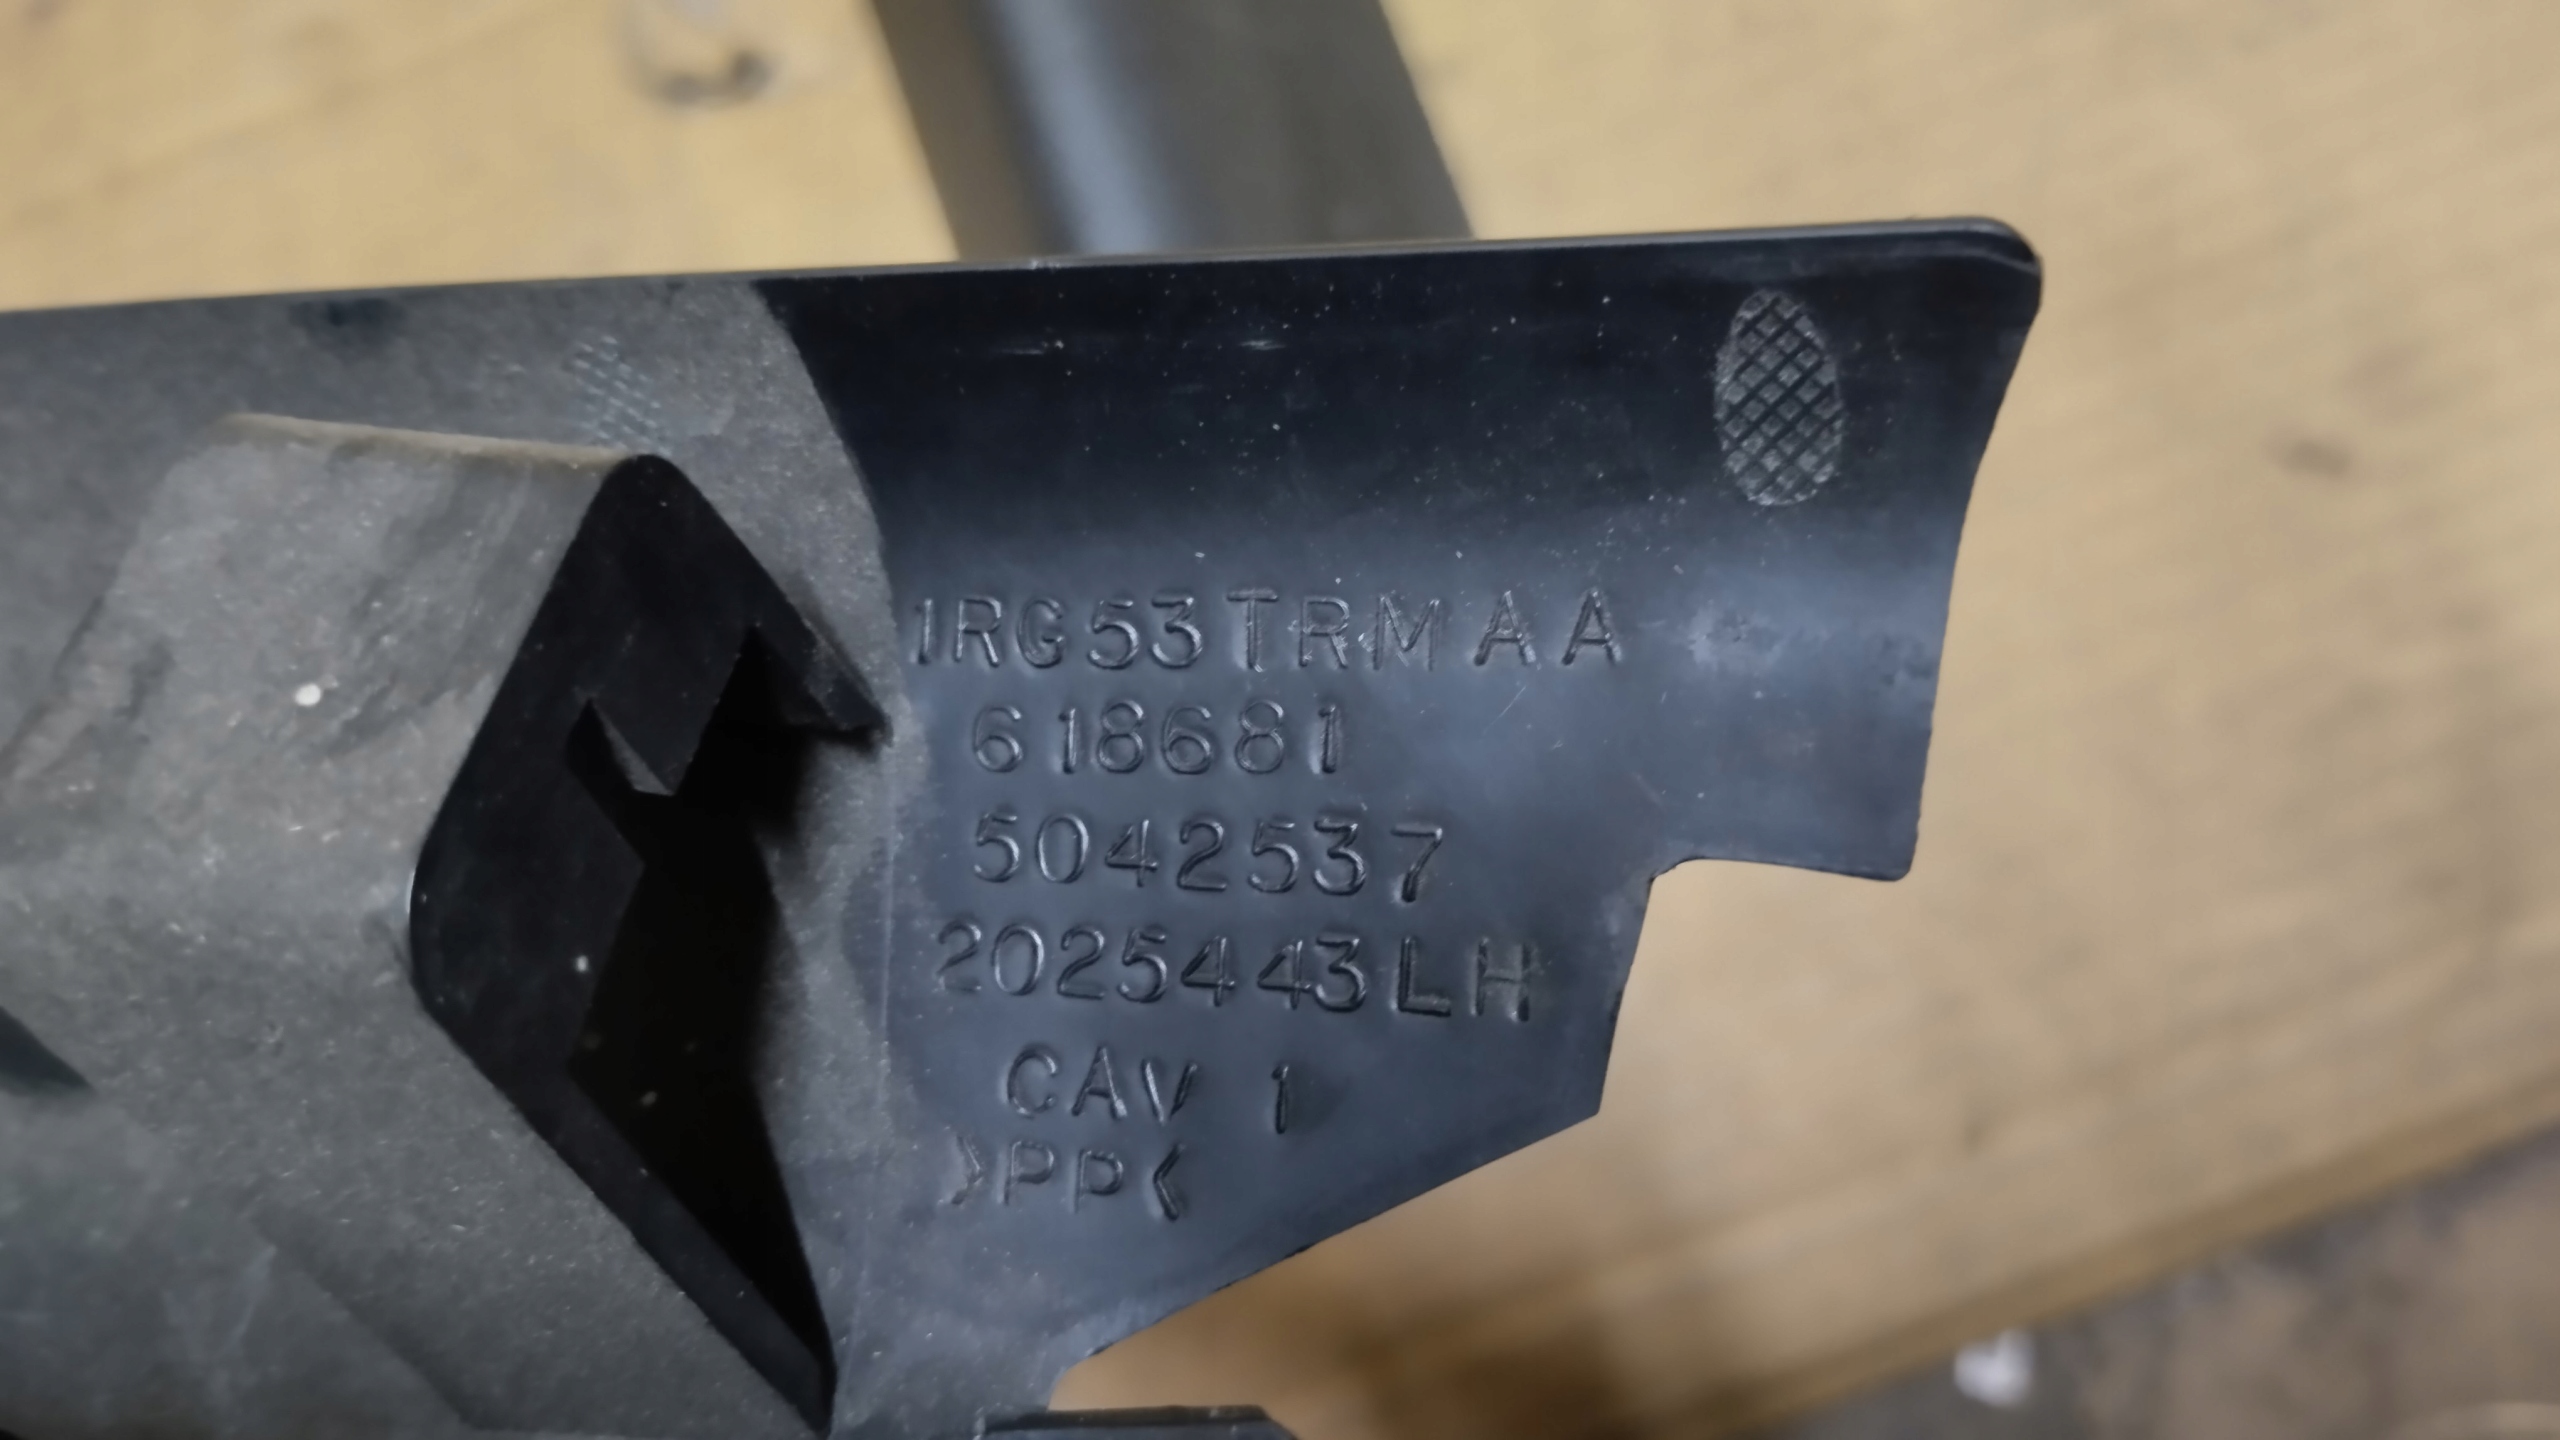 1RG53TRMAA
618681
5042537
2025443LH
CAV 1
>PP<